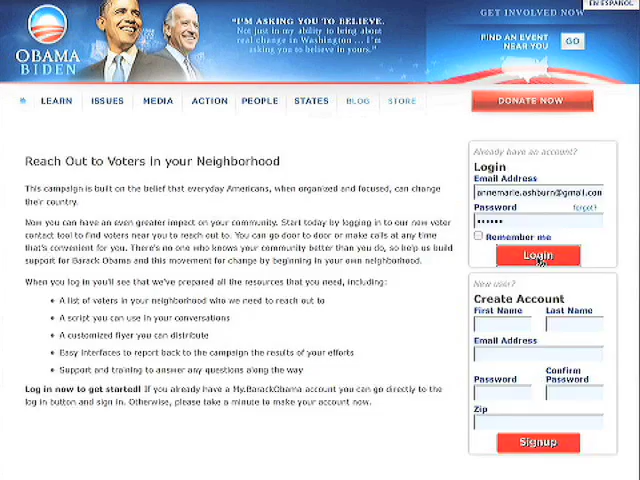 EN ESPAÑOL
GET INVOLVED NOW
"I'M ASKING YOU TO BELIEVE.
Not just in my ability to bring about
real change in Washington ... I'm
asking you to believe in yours."
FIND AN EVENT
NEAR YOU
GO
OBAMA
BIDEN
LEARN
ISSUES
MEDIA
ACTION
PEOPLE
STATES
BLOG
STORE
DONATE NOW
Reach Out to Voters in your Neighborhood
This campaign is built on the belief that everyday Americans, when organized and focused, can change
their country.
Now you can have an even greater impact on your community. Start today by logging in to our new voter
contact tool to find voters near you to reach out to. You can go door to door or make calls at any time
that's convenient for you. There's no one who knows your community better than you do, so help us build
support for Barack Obama and this movement for change by beginning in your own neighborhood.
When you log in you'll see that we've prepared all the resources that you need, including:
• A list of voters in your neighborhood who we need to reach out to
• A script you can use in your conversations
• A customized flyer you can distribute
• Easy interfaces to report back to the campaign the results of your efforts
• Support and training to answer any questions along the way
Log in now to get started! If you already have a My.BarackObama account you can go directly to the
log in button and sign in. Otherwise, please take a minute to make your account now.
Already have an account?
Login
Email Address
annemarie.ashburn@gmail.con
Password
forgot?
••••••
Remember me
Login
New user?
Create Account
First Name
Last Name
Email Address
Password
Confirm
Password
Zip
Signup